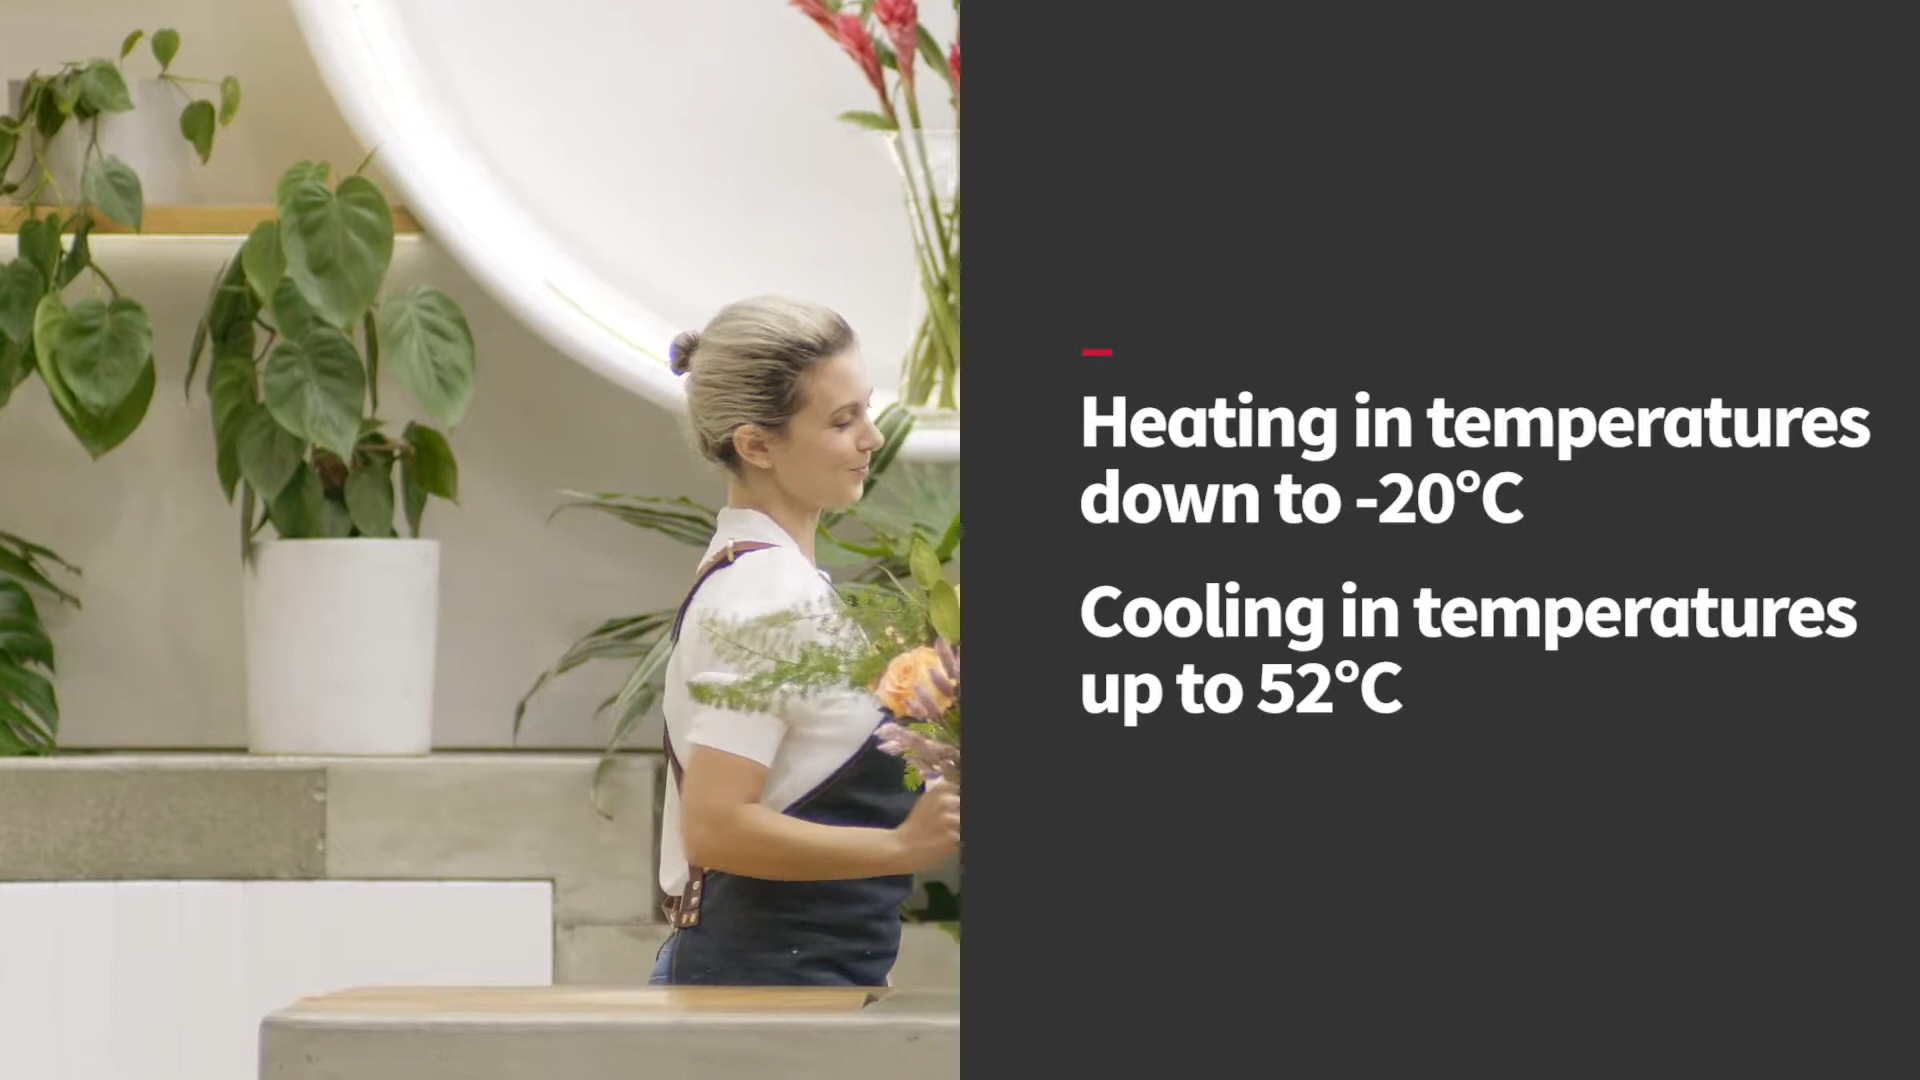 Heating in temperatures
down to -20°C
Cooling in temperatures
up to 52°C